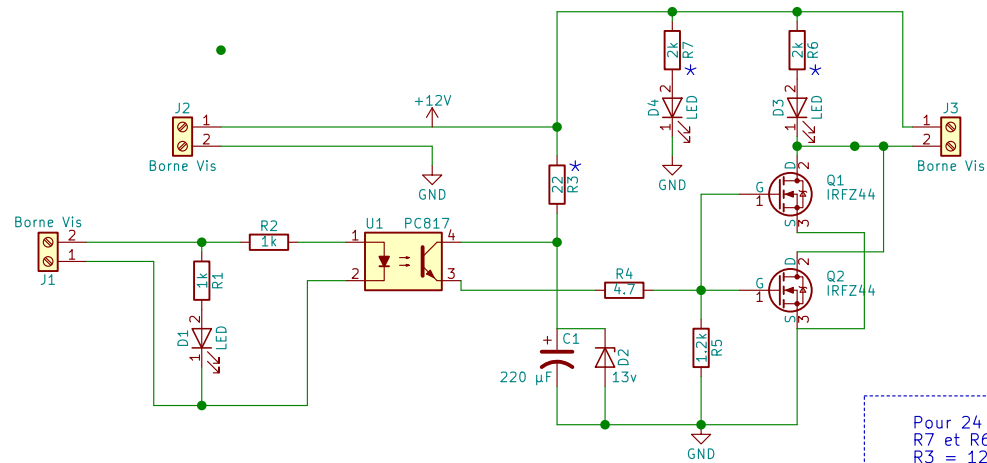 J2
1
2
Borne Vis
+12V
GND
22
R3
*
2k
R7
*
2
D4
LED
1
GND
2k
R6
*
2
D3
LED
1
J3
1
2
Borne Vis
G
1
D
2
S
3
Q1
IRFZ44
G
1
D
2
S
3
Q2
IRFZ44
Borne Vis
2
1
J1
R2
1k
1k
R1
2
D1
LED
1
U1 PC817
1
2
4
3
R4
4.7
1.2k
R5
+
C1
220 µF
D2
13v
GND
Pour 24
R7 et R6
R3 = 12